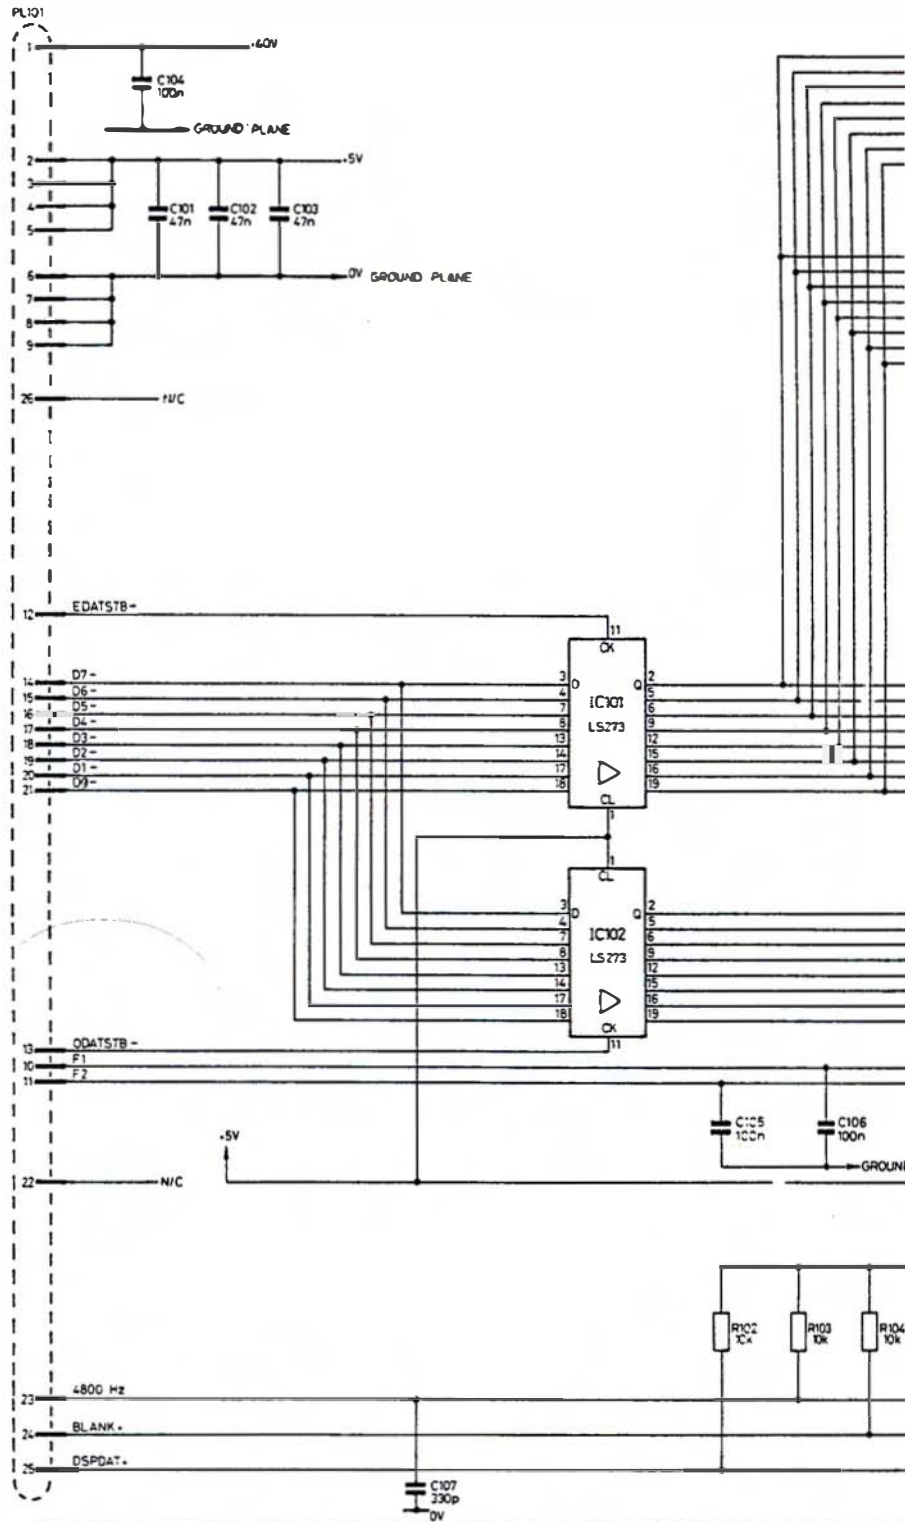 PL101
1 +60V
C104
100n
GROUND PLANE
2 +5V
3
4 C101 C102 C103
47n 47n 47n
5
6 0V GROUND PLANE
7
8
9
26 N/C
12 EDATSTB-
11
CK
14 D7- 3 D Q 2
15 D6- 4 5
16 D5- 7 IC101 6
17 D4- 8 LS273 9
18 D3- 13 12
19 D2- 14 15
20 D1- 17 16
21 D0- 18 19
CL
1
1
CL
3 D Q 2
4 5
7 IC102 6
8 LS273 9
13 12
14 15
17 16
18 19
CK
13 ODATSTB- 11
10 F1
11 F2
C105 C106
100n 100n
+5V
GROUND
22 N/C
R102 R103 R104
10k 10k 10k
23 4800 Hz
24 BLANK+
25 DSPDAT+
C107
330p
0V